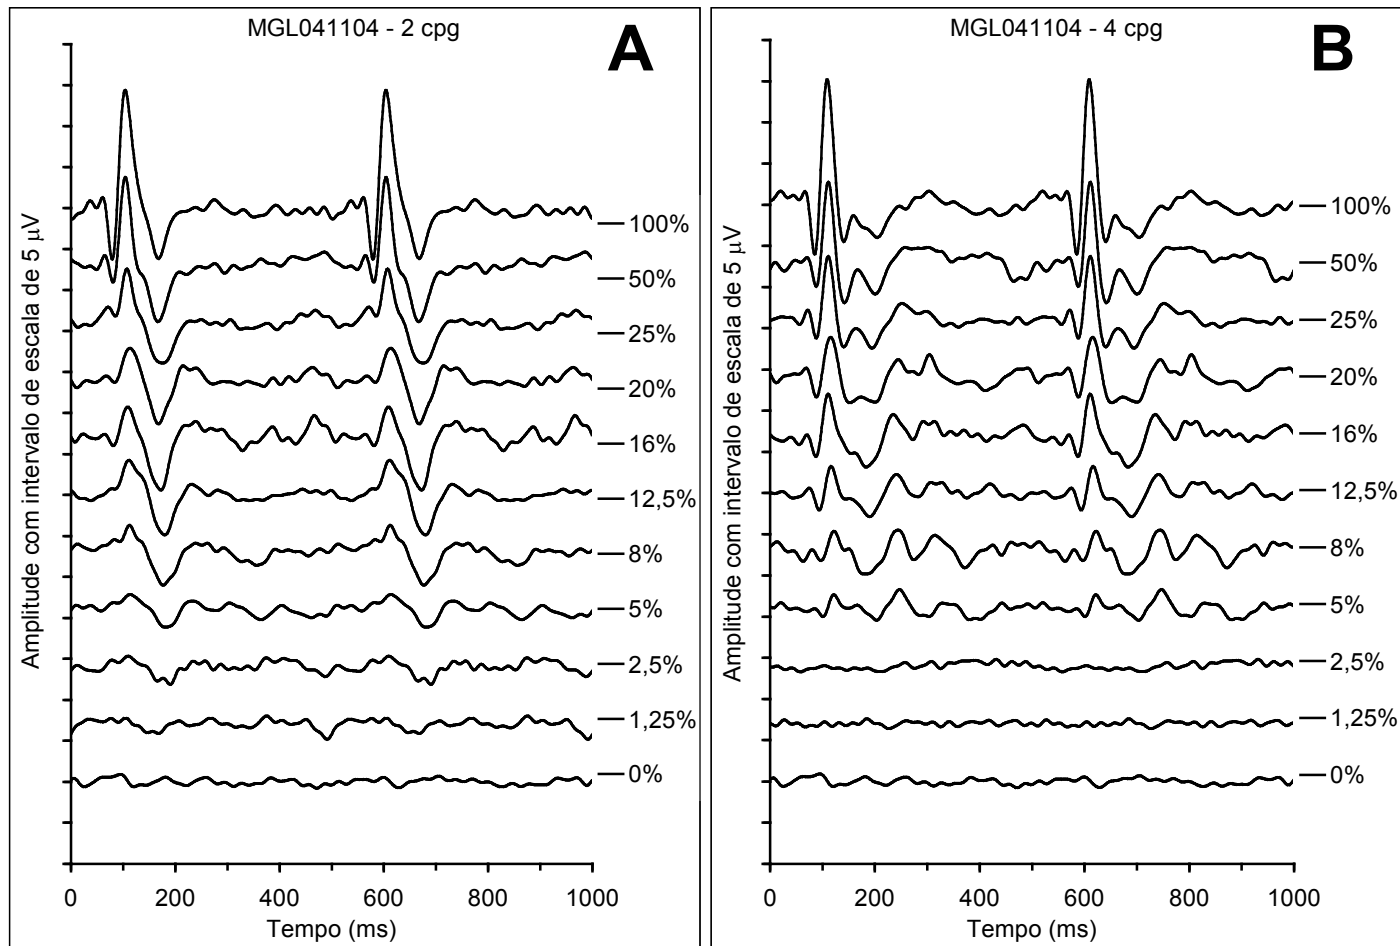 MGL041104 - 2 cpg
A
Amplitude com intervalo de escala de 5 µV
100%
50%
25%
20%
16%
12,5%
8%
5%
2,5%
1,25%
0%
0 200 400 600 800 1000
Tempo (ms)
MGL041104 - 4 cpg
B
Amplitude com intervalo de escala de 5 µV
100%
50%
25%
20%
16%
12,5%
8%
5%
2,5%
1,25%
0%
0 200 400 600 800 1000
Tempo (ms)